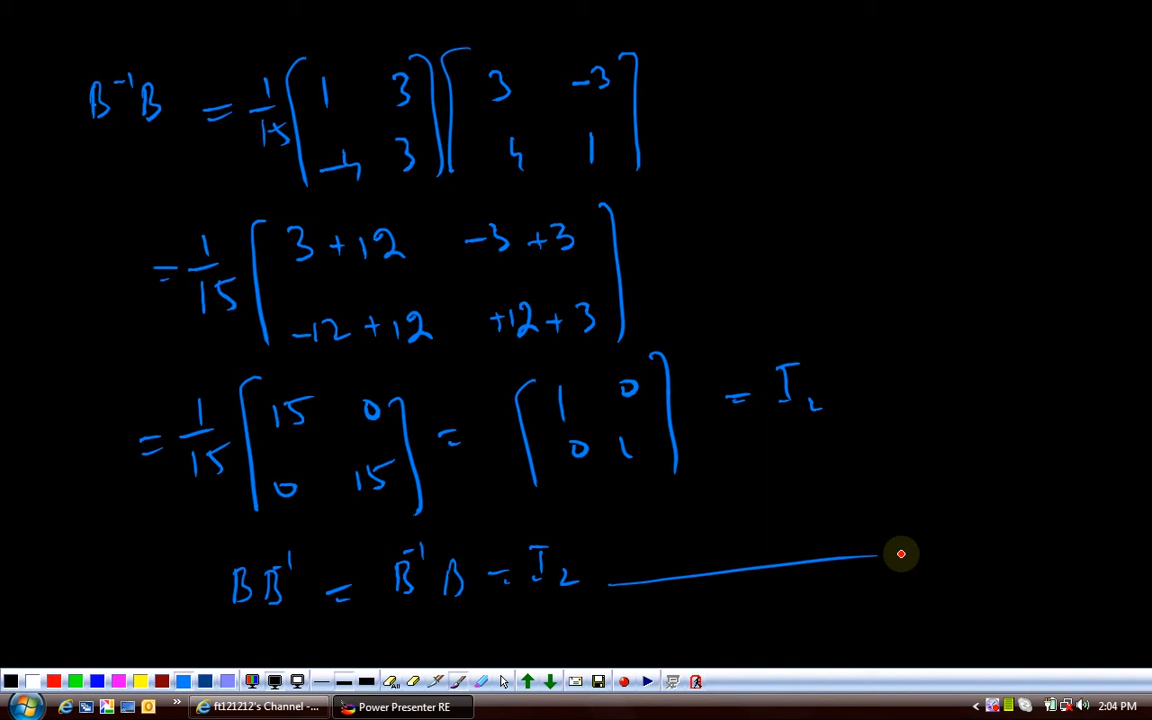 B⁻¹B = 1/15 [1 3; -4 3] [3 -3; 4 1]
= 1/15 [3+12 -3+3; -12+12 +12+3]
= 1/15 [15 0; 0 15] = [1 0; 0 1] = I₂
BB⁻¹ = B⁻¹B = I₂
ft121212's Channel -...
Power Presenter RE
2:04 PM